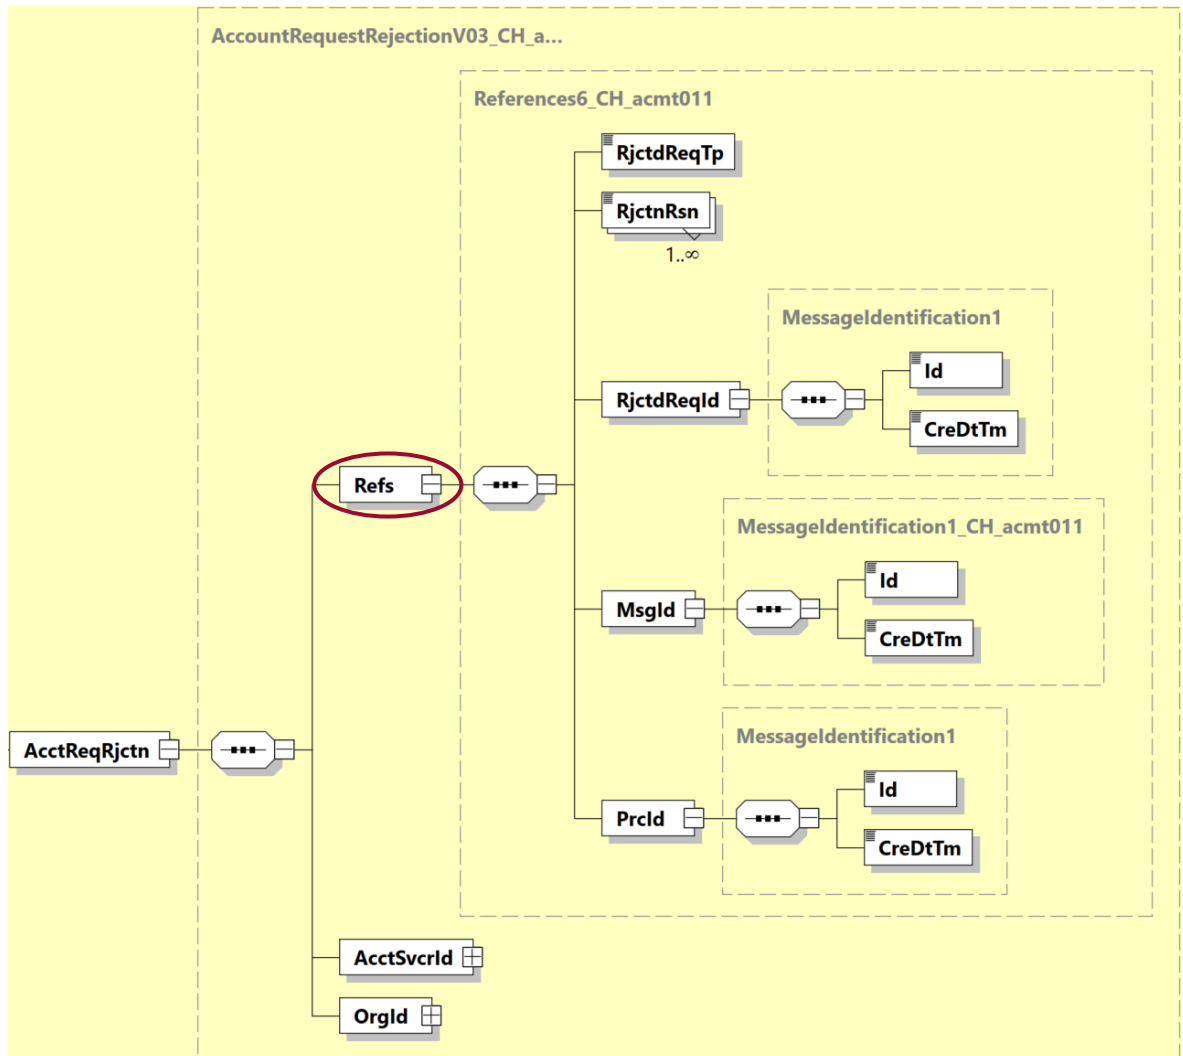 AccountRequestRejectionV03_CH_a...
References6_CH_acmt011
RjctdReqTp
RjctnRsn
1..∞
MessageIdentification1
Id
RjctdReqId
CreDtTm
Refs
MessageIdentification1_CH_acmt011
Id
MsgId
CreDtTm
MessageIdentification1
AcctReqRjctn
Id
PrcId
CreDtTm
AcctSvcrId
OrgId